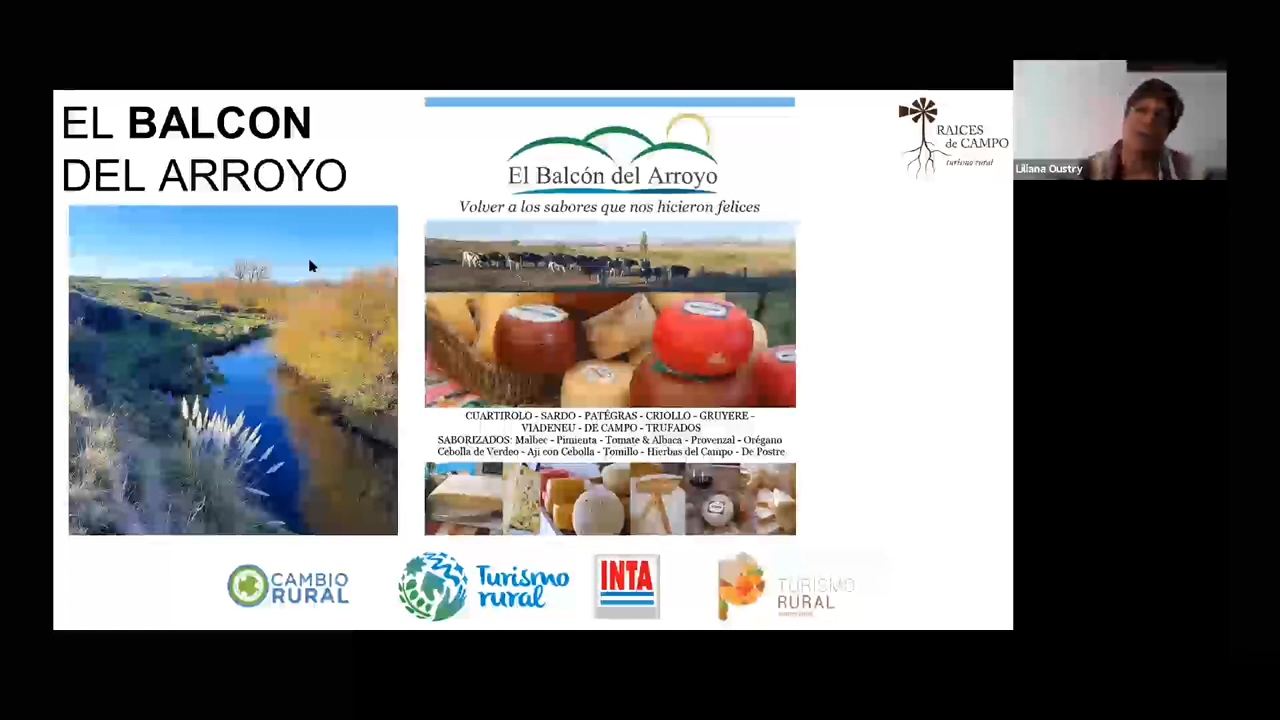 EL BALCON
DEL ARROYO
El Balcón del Arroyo
Volver a los sabores que nos hicieron felices
CUARTIROLO - SARDO - PATÉGRAS - CRIOLLO - GRUYERE -
VIADENEU - DE CAMPO - TRUFADOS
SABORIZADOS: Malbec - Pimienta - Tomate & Albaca - Provenzal - Orégano
Cebolla de Verdeo - Aji con Cebolla - Tomillo - Hierbas del Campo - De Postre
RAICES
de CAMPO
turismo rural
Liliana Oustry
CAMBIO
RURAL
Turismo
rural
INTA
TURISMO
RURAL